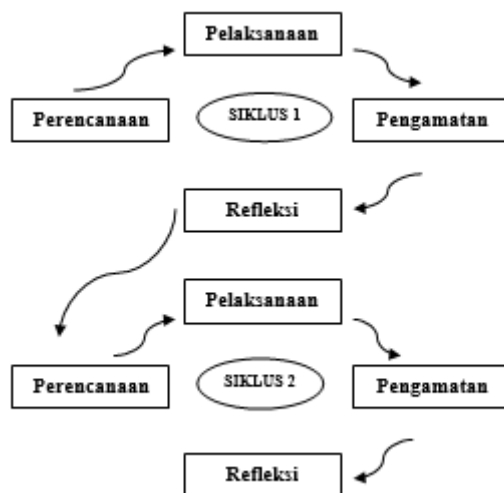 Pelaksanaan
Perencanaan
SIKLUS 1
Pengamatan
Refleksi
Pelaksanaan
Perencanaan
SIKLUS 2
Pengamatan
Refleksi